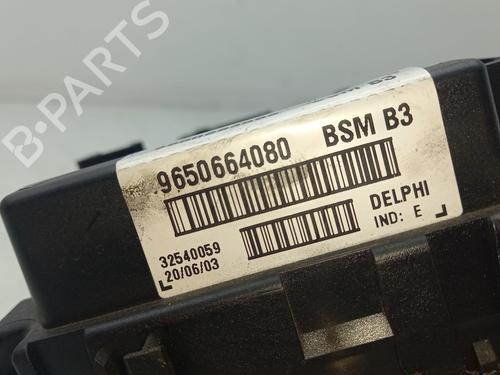 B-PARTS
9650664080 BSM B3
32540059 DELPHI
20/06/03 IND: E